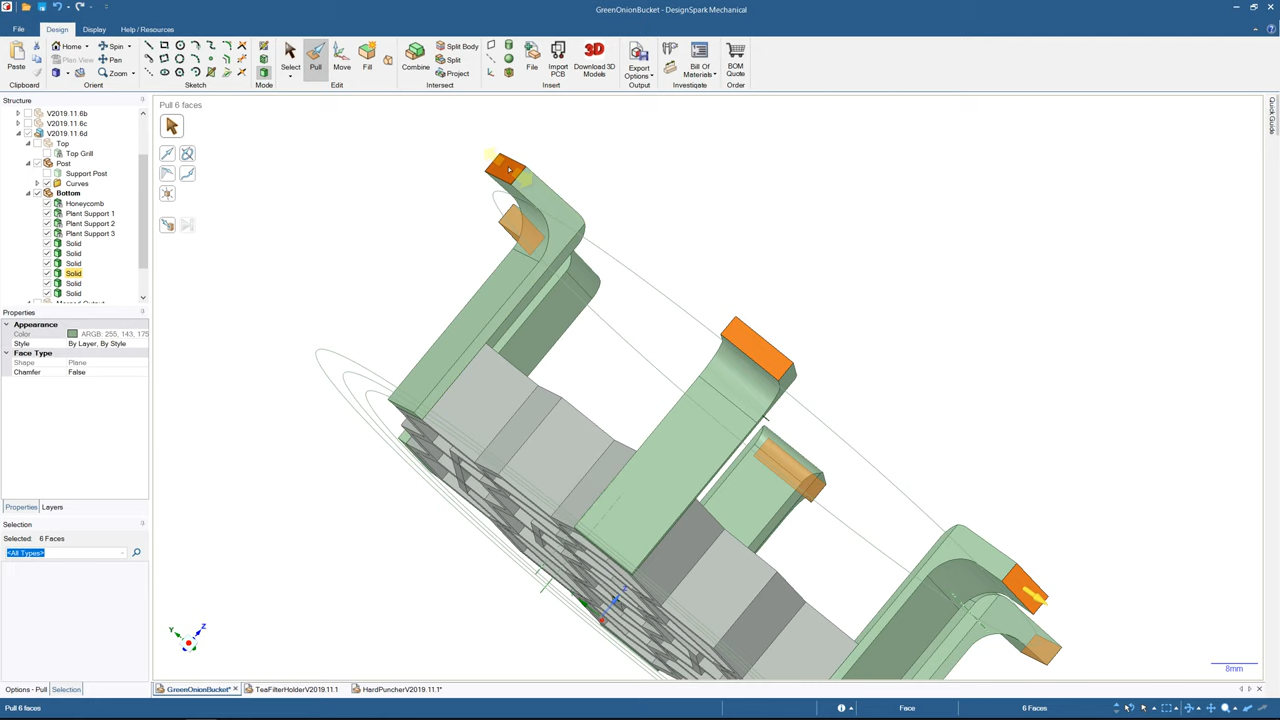 GreenOnionBucket - DesignSpark Mechanical
File Design Display Help / Resources
Paste
Clipboard
Home
Plan View
Spin
Pan
Zoom
Orient
Sketch
Mode
Select
Pull
Move
Fill
Edit
Combine
Split Body
Split
Project
Intersect
File
Import PCB
3D
Download 3D Models
Insert
Export Options
Output
Bill Of Materials
Investigate
BOM Quote
Order
Structure
V2019.11.6b
V2019.11.6c
V2019.11.6d
Top
Top Grill
Post
Support Post
Curves
Bottom
Honeycomb
Plant Support 1
Plant Support 2
Plant Support 3
Solid
Solid
Solid
Solid
Solid
Solid
Properties
Appearance
Color ARGB: 255, 143, 175
Style By Layer, By Style
Face Type
Shape Plane
Chamfer False
Properties Layers
Selection
Selected: 6 Faces
<All Types>
Options - Pull Selection
Pull 6 faces
Quick Guide
Y
Z
Z
8mm
GreenOnionBucket* TeaFilterHolderV2019.11.1 HardPuncherV2019.11.1*
Pull 6 faces Face 6 Faces